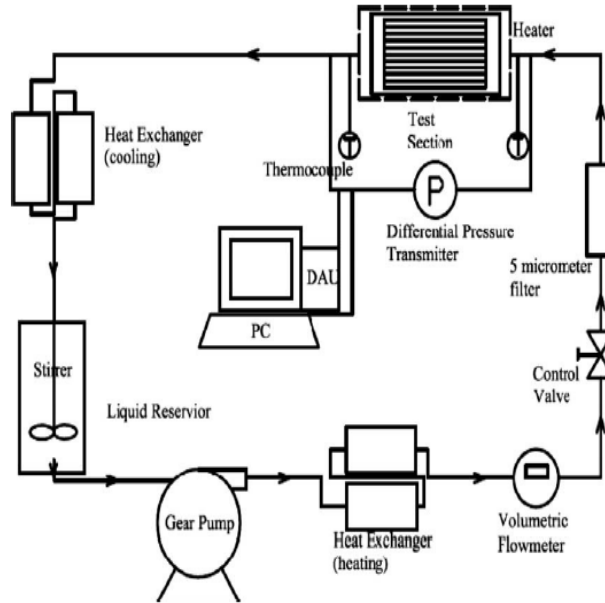 Heater
Test
Section
Heat Exchanger
(cooling)
Thermocouple
T
T
P
Differential Pressure
Transmitter
5 micrometer
filter
DAU
PC
Control
Valve
Stirrer
Liquid Reservior
Gear Pump
Heat Exchanger
(heating)
Volumetric
Flowmeter